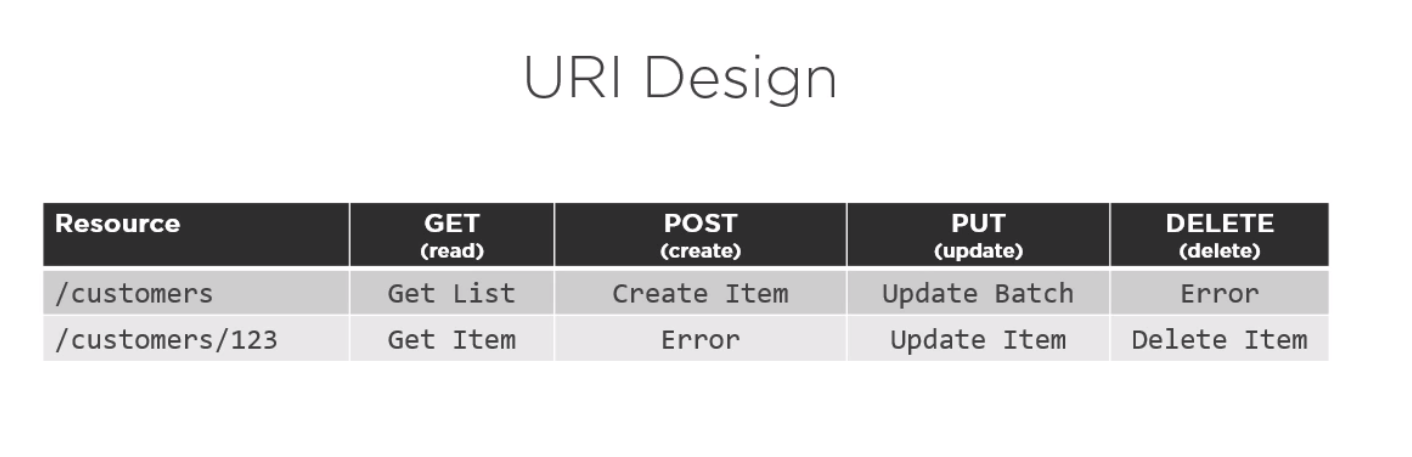 URI Design
Resource GET POST PUT DELETE
(read) (create) (update) (delete)
/customers Get List Create Item Update Batch Error
/customers/123 Get Item Error Update Item Delete Item